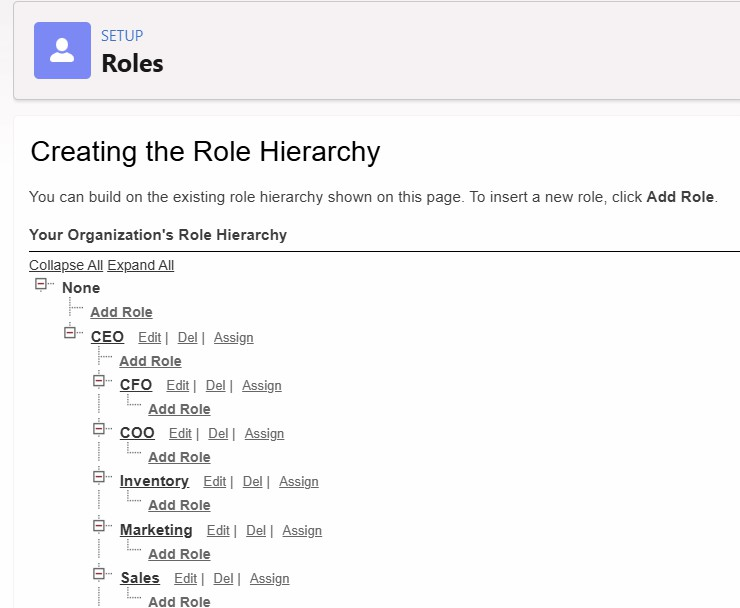 SETUP
Roles
Creating the Role Hierarchy
You can build on the existing role hierarchy shown on this page. To insert a new role, click Add Role.
Your Organization's Role Hierarchy
Collapse All Expand All
None
Add Role
CEO Edit | Del | Assign
Add Role
CFO Edit | Del | Assign
Add Role
COO Edit | Del | Assign
Add Role
Inventory Edit | Del | Assign
Add Role
Marketing Edit | Del | Assign
Add Role
Sales Edit | Del | Assign
Add Role